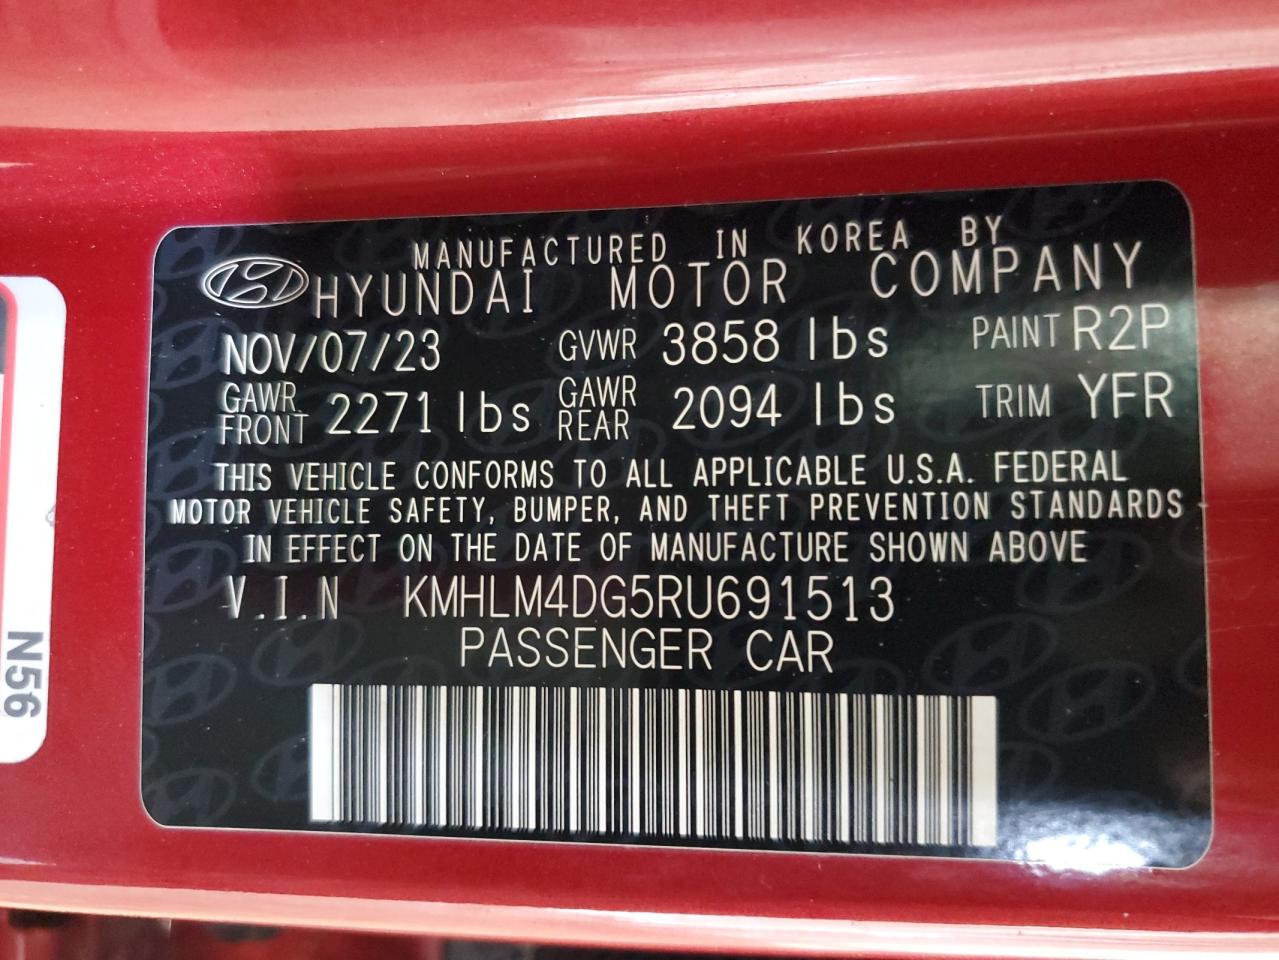 MANUFACTURED IN KOREA BY
HYUNDAI MOTOR COMPANY
NOV/07/23 GVWR 3858 lbs PAINT R2P
GAWR FRONT 2271 lbs GAWR REAR 2094 lbs TRIM YFR
THIS VEHICLE CONFORMS TO ALL APPLICABLE U.S.A. FEDERAL
MOTOR VEHICLE SAFETY, BUMPER, AND THEFT PREVENTION STANDARDS
IN EFFECT ON THE DATE OF MANUFACTURE SHOWN ABOVE
V.I.N KMHLM4DG5RU691513
PASSENGER CAR
N56